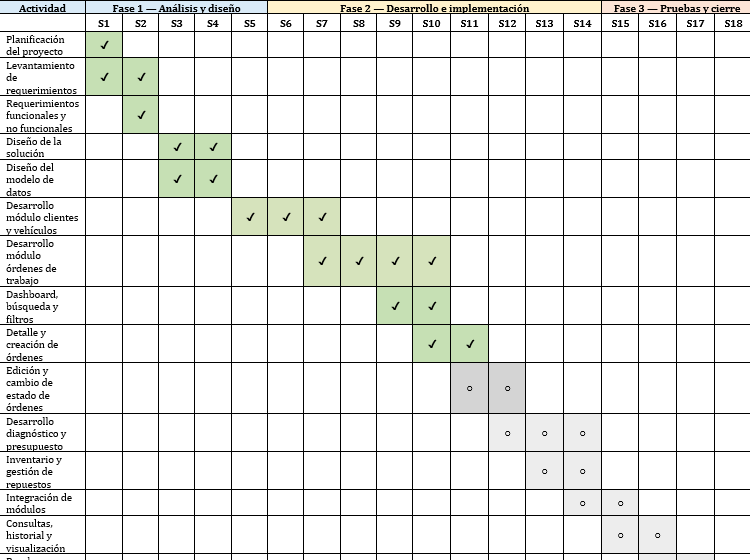 Actividad Fase 1 — Análisis y diseño Fase 2 — Desarrollo e implementación Fase 3 — Pruebas y cierre
S1 S2 S3 S4 S5 S6 S7 S8 S9 S10 S11 S12 S13 S14 S15 S16 S17 S18
Planificación
del proyecto
✓
Levantamiento
de
requerimientos
✓ ✓
Requerimientos
funcionales y
no funcionales
✓
Diseño de la
solución
✓ ✓
Diseño del
modelo de
datos
✓ ✓
Desarrollo
módulo clientes
y vehículos
✓ ✓ ✓
Desarrollo
módulo
órdenes de
trabajo
✓ ✓ ✓ ✓
Dashboard,
búsqueda y
filtros
✓ ✓
Detalle y
creación de
órdenes
✓ ✓
Edición y
cambio de
estado de
órdenes
○ ○
Desarrollo
diagnóstico y
presupuesto
○ ○ ○
Inventario y
gestión de
repuestos
○ ○
Integración de
módulos
○ ○
Consultas,
historial y
visualización
○ ○